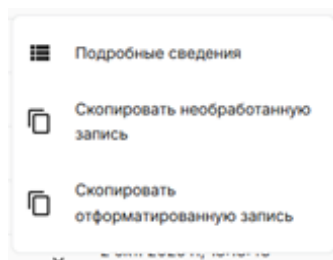 Подробные сведения
Скопировать необработанную
запись
Скопировать
отформатированную запись